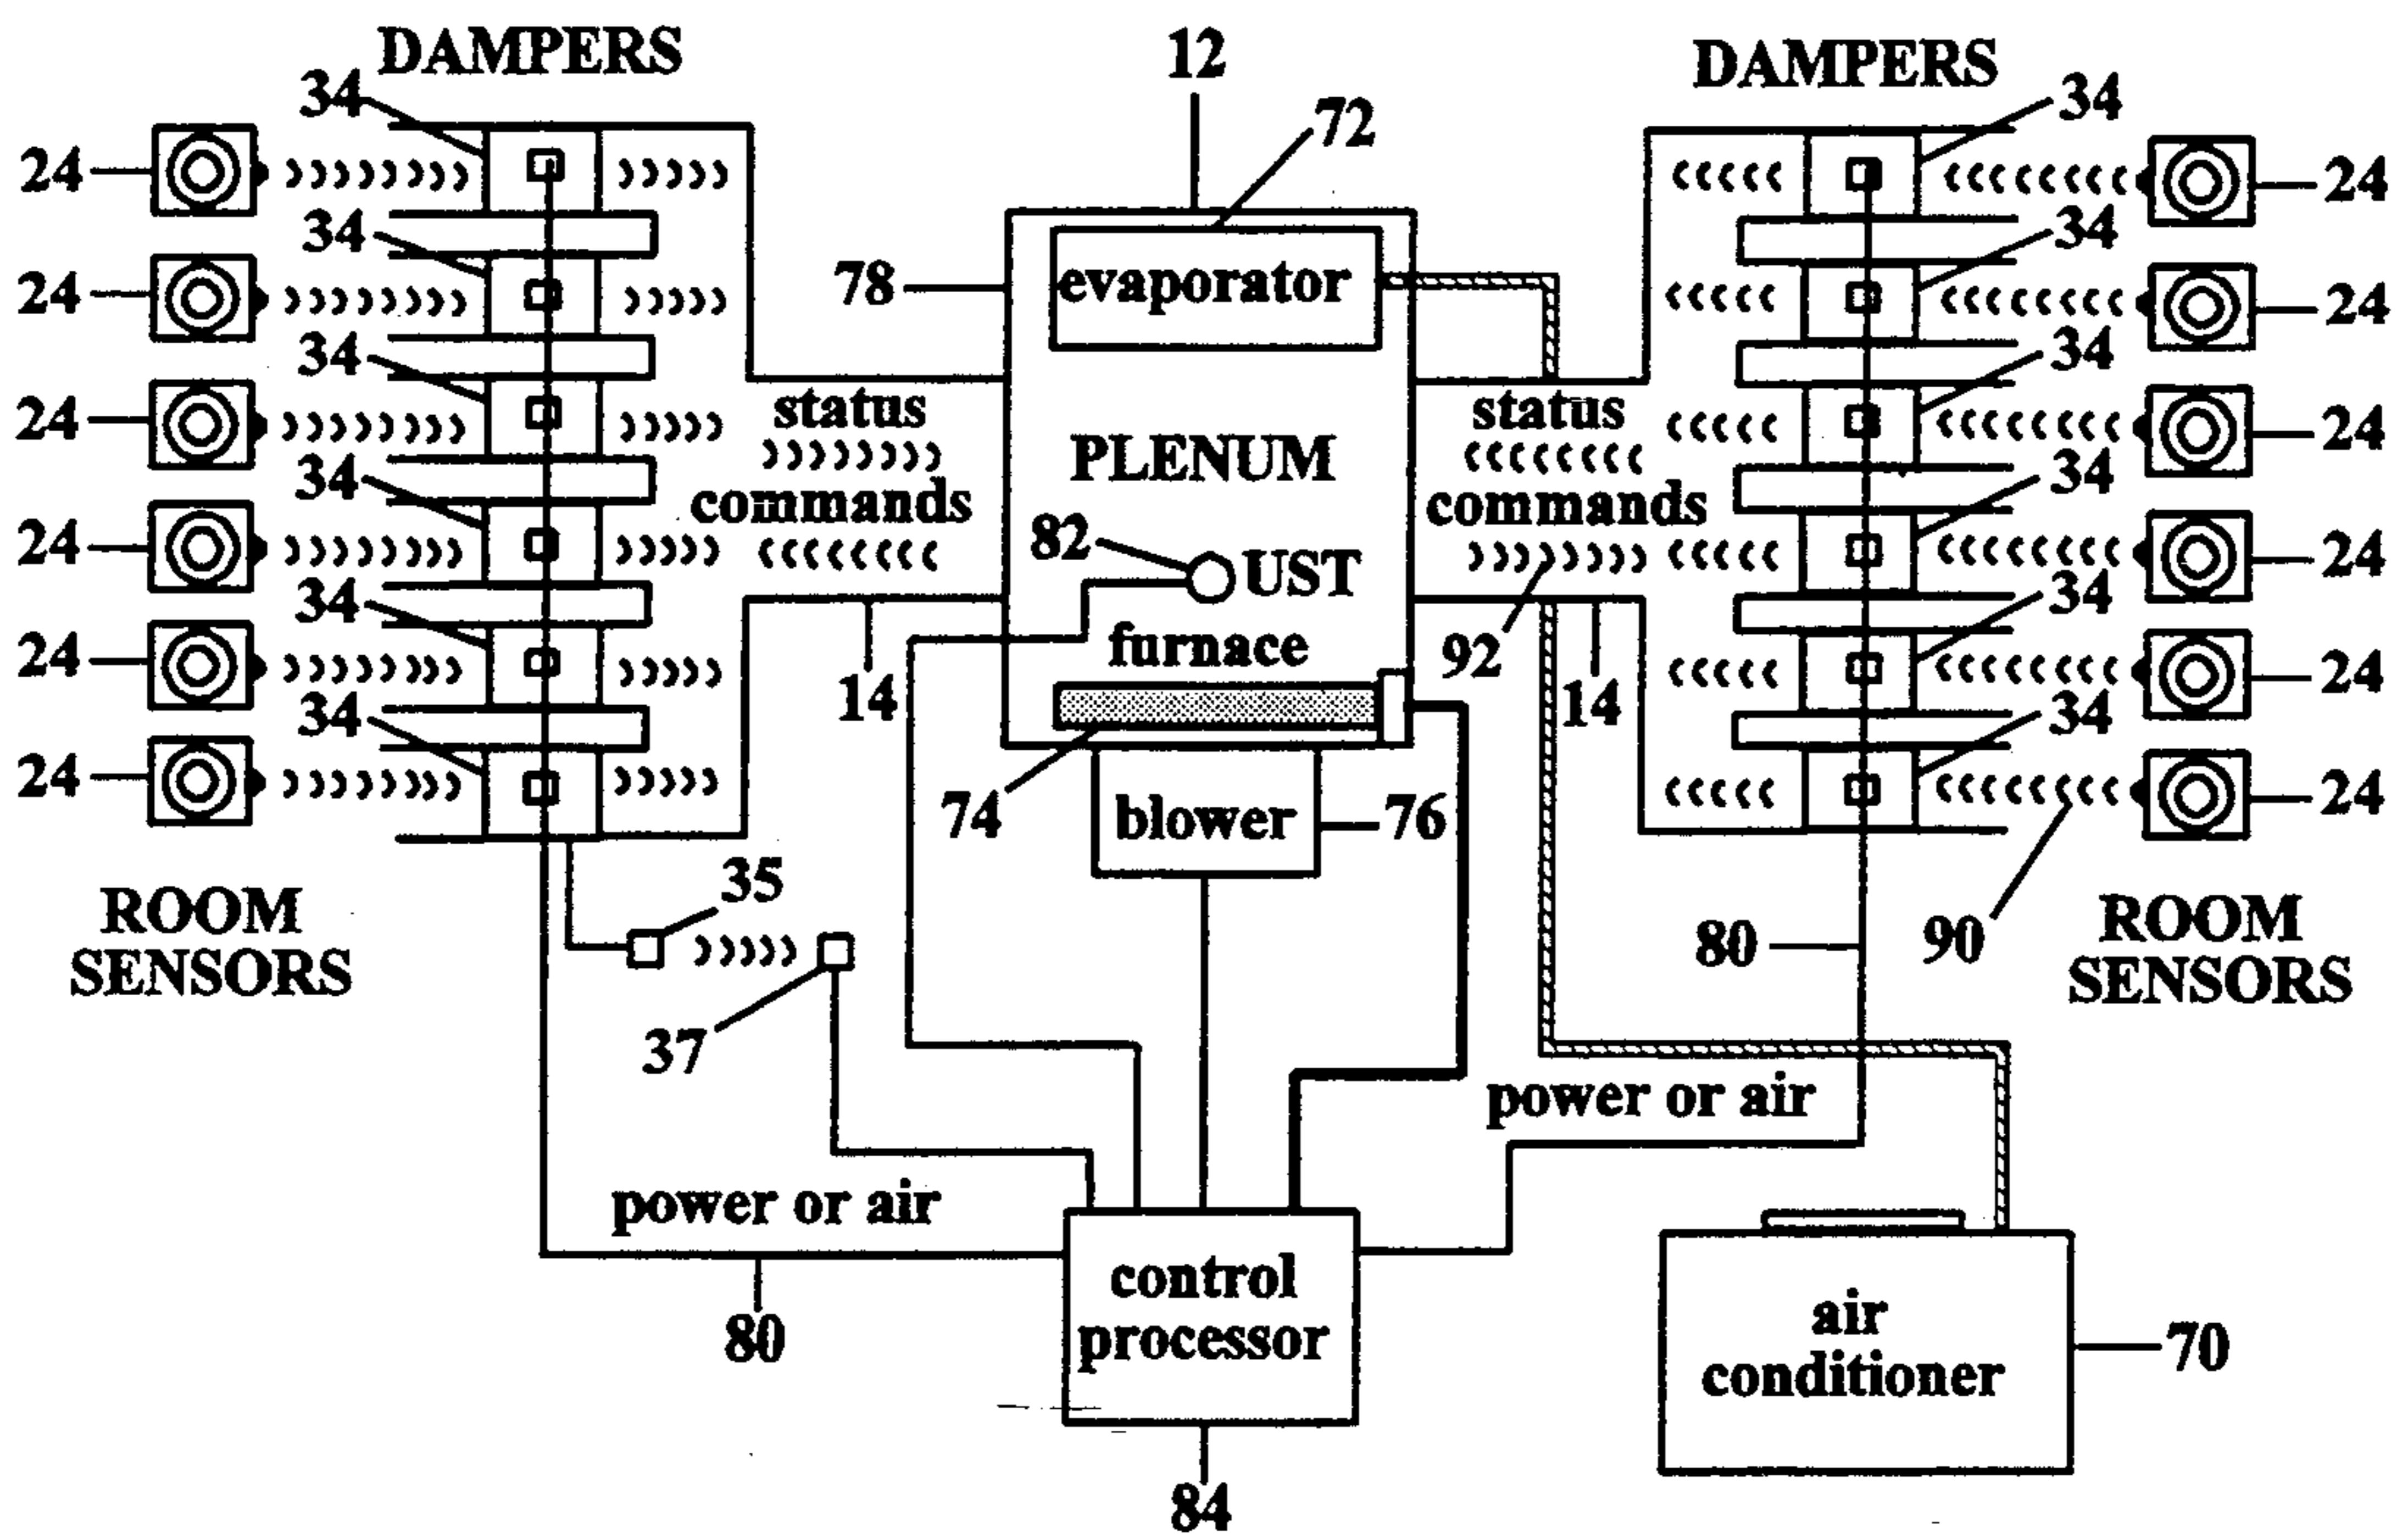 DAMPERS
12
DAMPERS
34
72
34
24
24
34
34
78
evaporator
24
24
34
34
status
status
24
24
PLENUM
34
34
commands
commands
82
UST
24
24
34
34
furnace
92
24
24
14
14
34
34
24
74
blower
76
24
35
ROOM
SENSORS
80
90
ROOM
SENSORS
37
power or air
power or air
control
processor
80
air
conditioner
70
84